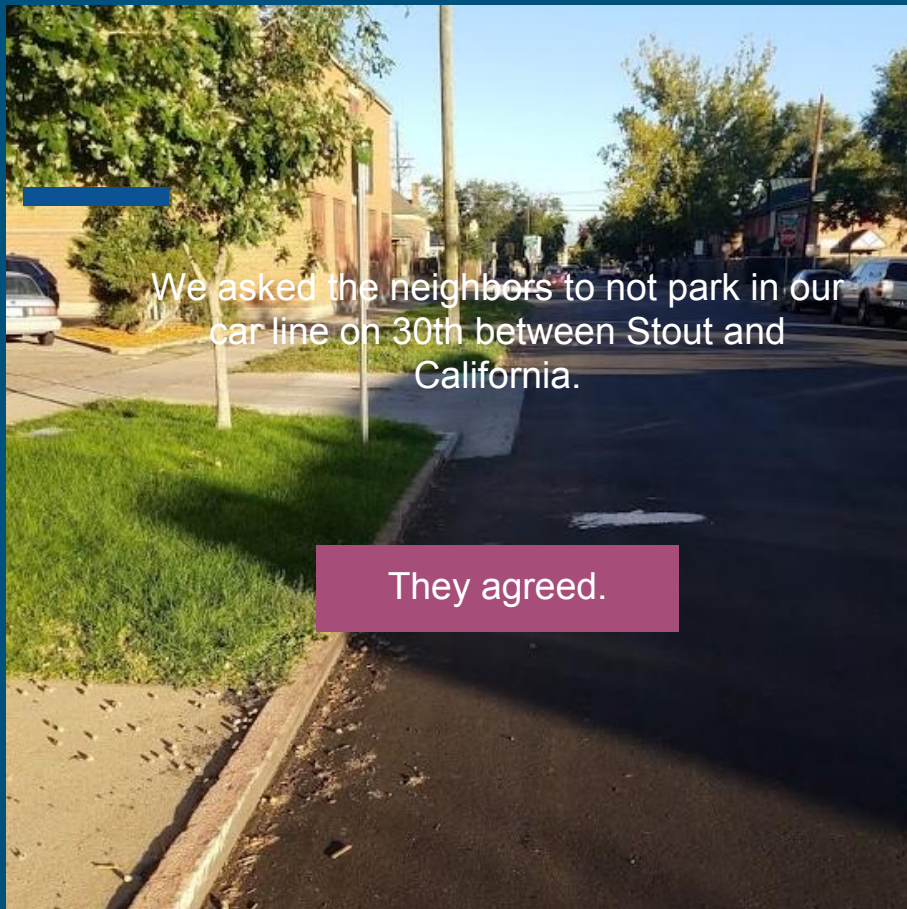 We asked the neighbors to not park in our
car line on 30th between Stout and
California.
They agreed.